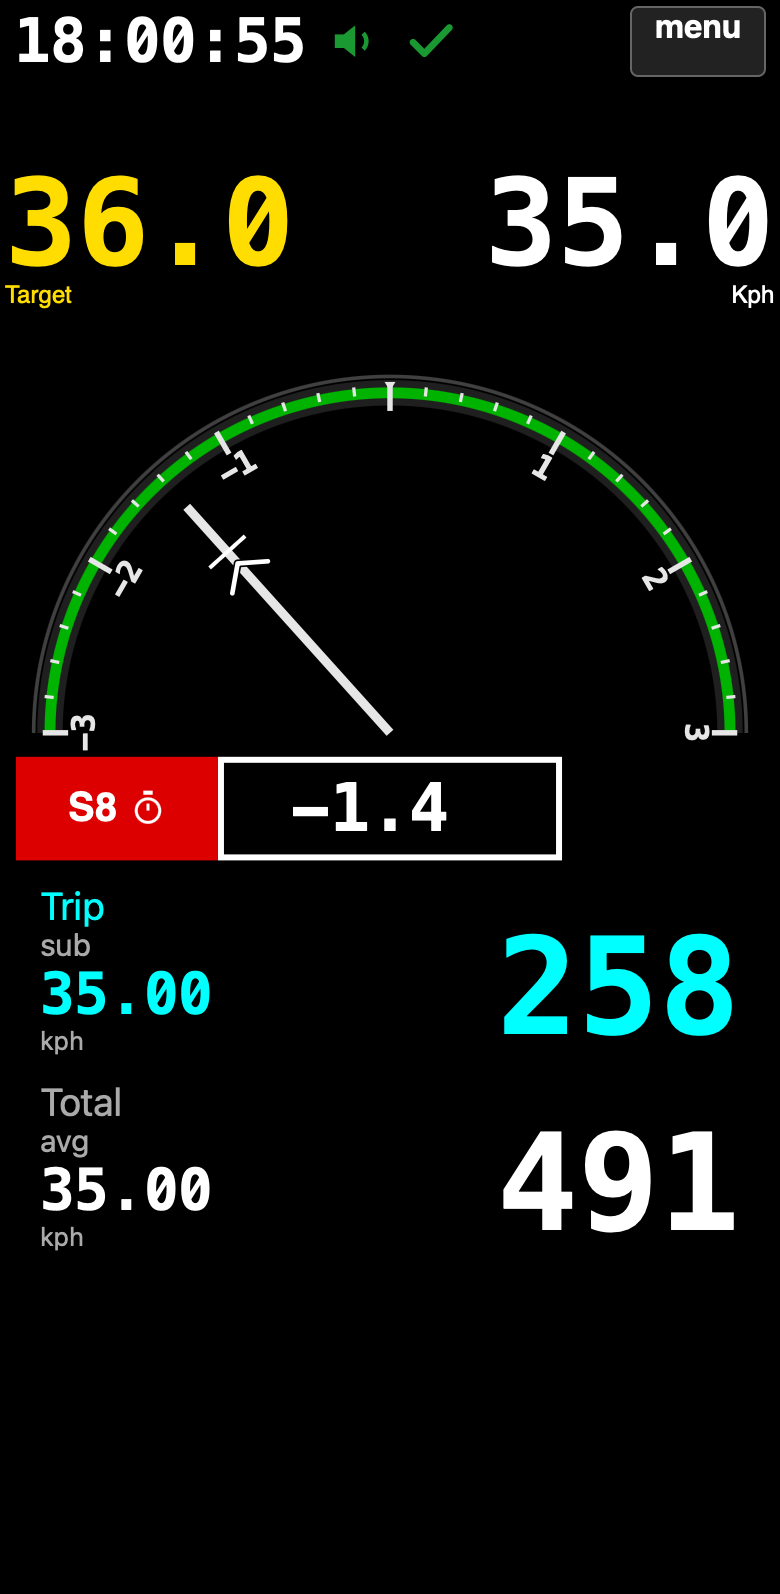 18:00:55 menu
36.0 35.0
Target Kph
-1 1
-2 2
-3 3
S8 -1.4
Trip
sub
35.00 258
kph
Total
avg
35.00 491
kph